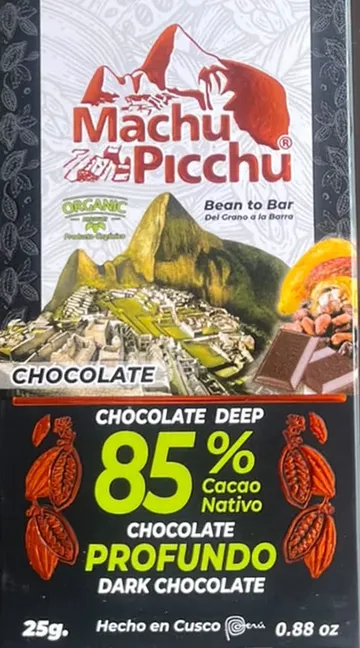 Machu
Picchu®
ORGANIC
Producto Orgánico
Bean to Bar
Del Grano a la Barra
CHOCOLATE
CHOCOLATE DEEP
85%
Cacao
Nativo
CHOCOLATE
PROFUNDO
DARK CHOCOLATE
25g.
Hecho en Cusco Perú
0.88 oz